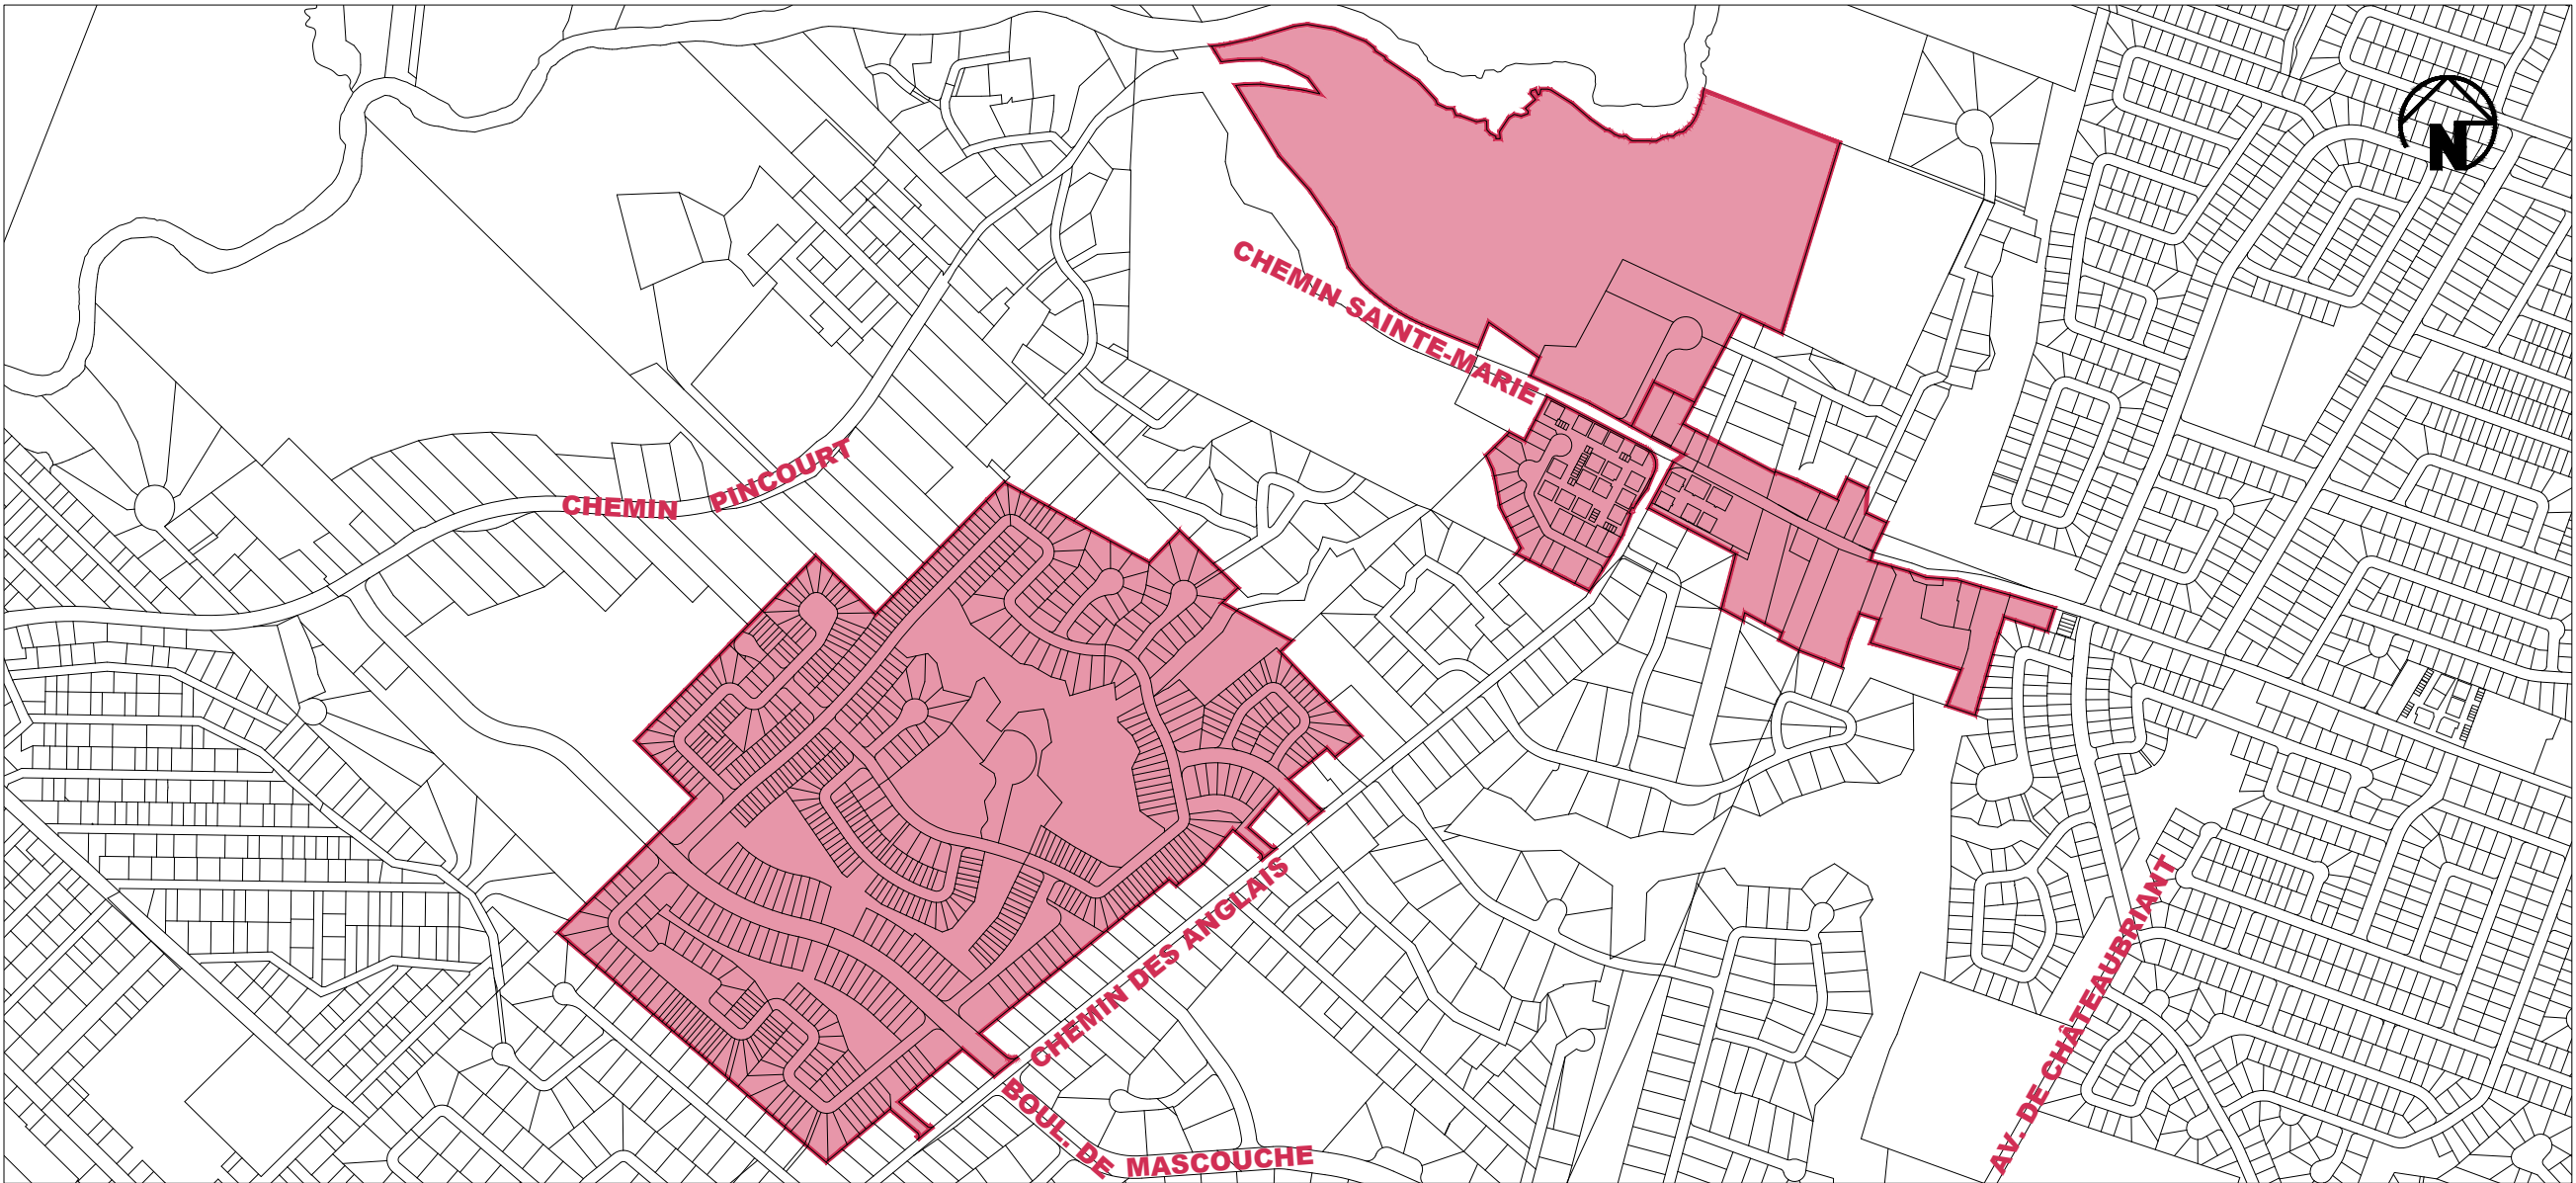 N
CHEMIN SAINTE-MARIE
CHEMIN PINCOURT
CHEMIN DES ANGLAIS
BOUL. DE MASCOUCHE
AV. DE CHÂTEAUBRIANT